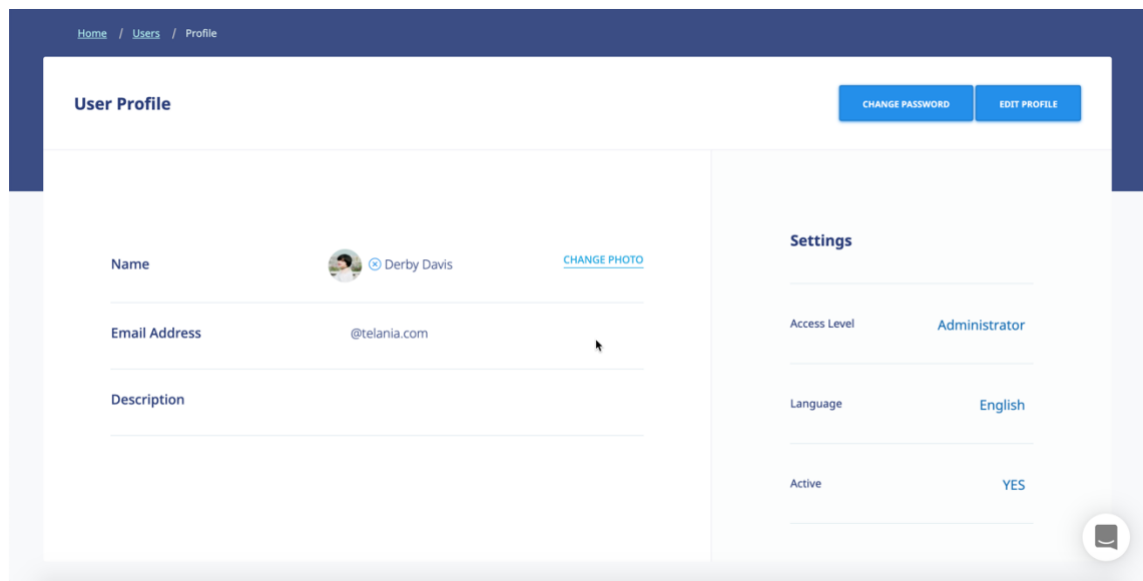 Home / Users / Profile
User Profile
CHANGE PASSWORD
EDIT PROFILE
Name
Derby Davis
CHANGE PHOTO
Email Address
@telania.com
Description
Settings
Access Level
Administrator
Language
English
Active
YES